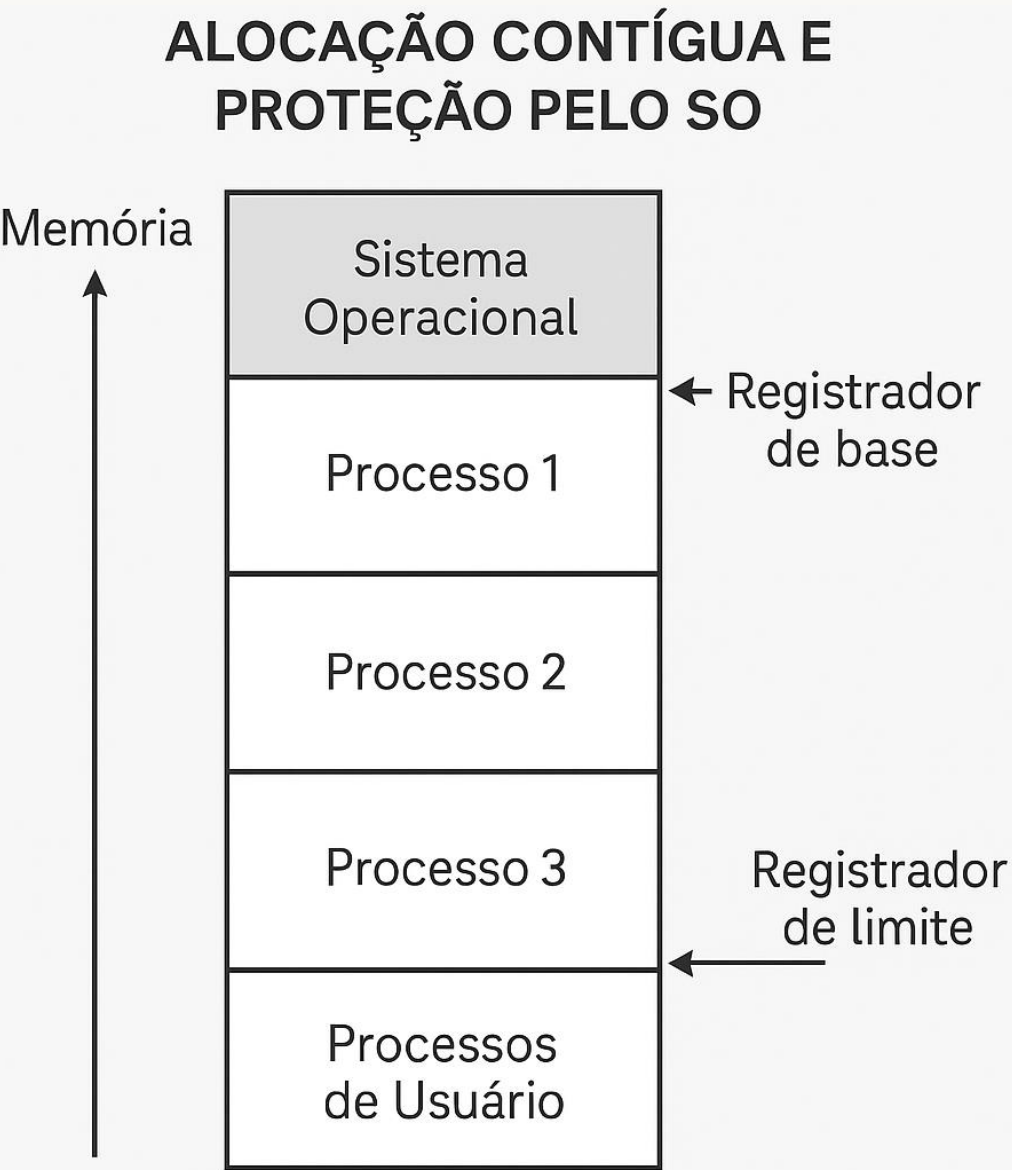 ALOCAÇÃO CONTÍGUA E
PROTEÇÃO PELO SO
Memória
Sistema
Operacional
Registrador
de base
Processo 1
Processo 2
Processo 3
Registrador
de limite
Processos
de Usuário